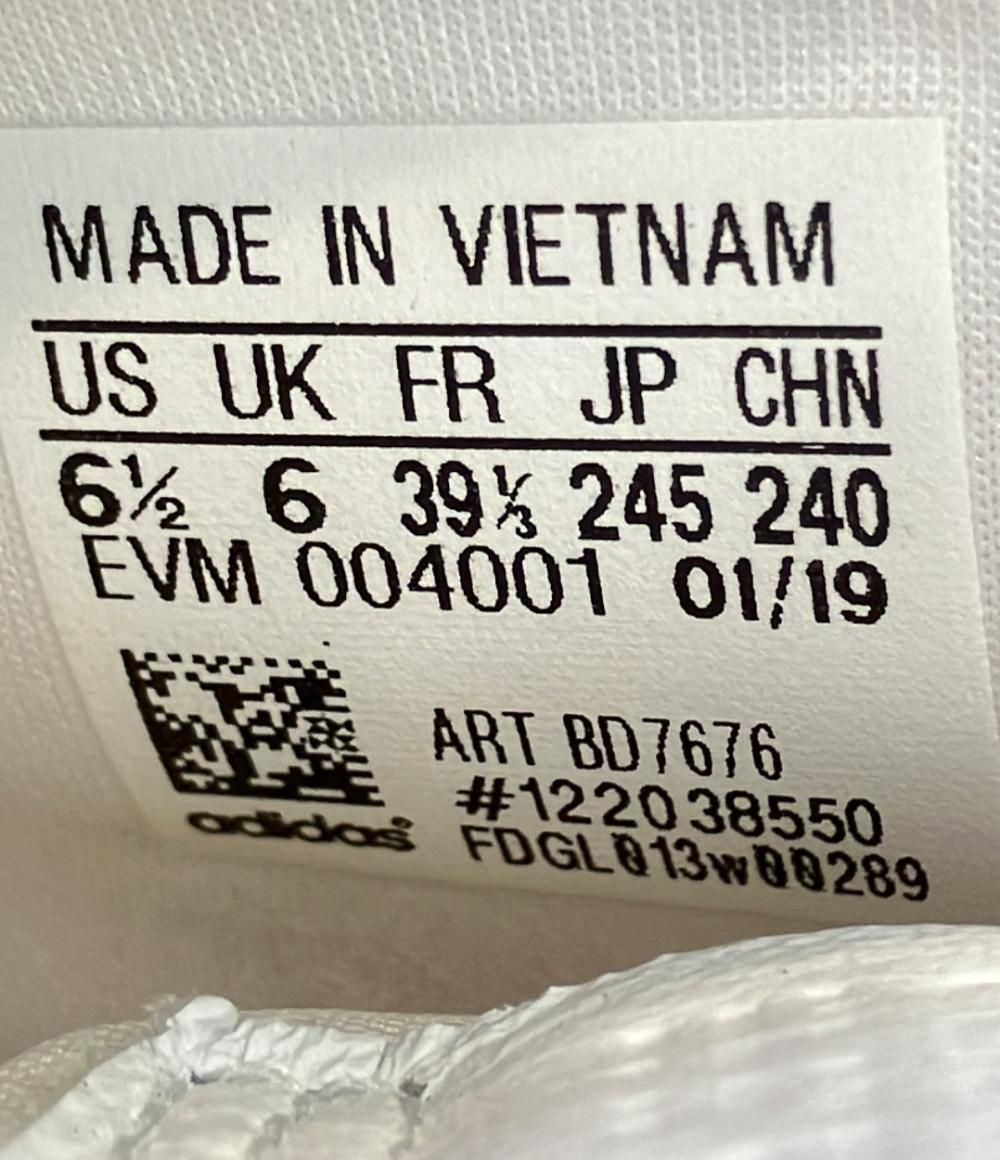 MADE IN VIETNAM
US UK FR JP CHN
6½ 6 39⅓ 245 240
EVM 004001 01/19
ART BD7676
#122038550
adidas
FDGL013w00289